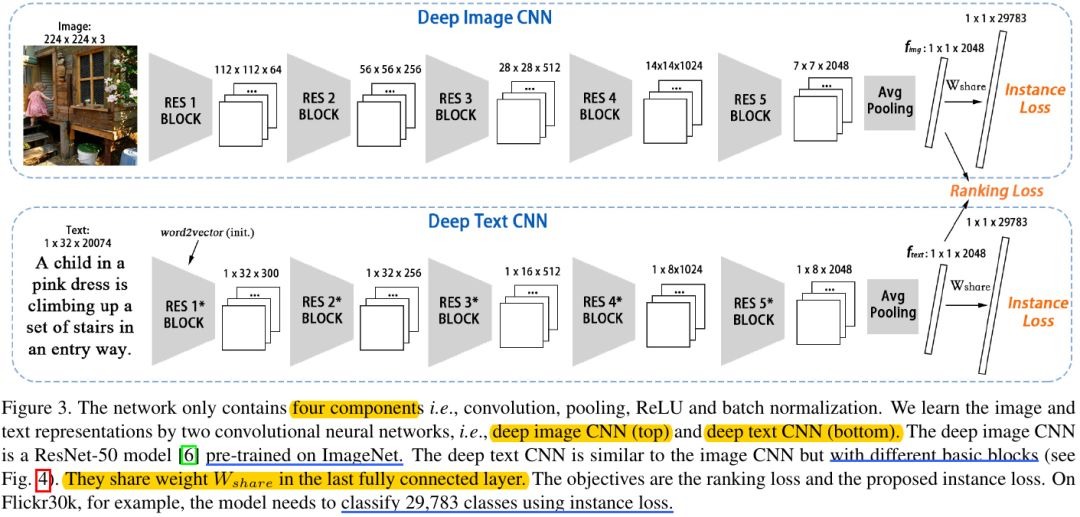 Deep Image CNN
Image:
224 x 224 x 3
RES 1
BLOCK
112 x 112 x 64
...
RES 2
BLOCK
56 x 56 x 256
...
RES 3
BLOCK
28 x 28 x 512
...
RES 4
BLOCK
14x14x1024
...
RES 5
BLOCK
7 x 7 x 2048
...
Avg
Pooling
fimg : 1 x 1 x 2048
Wshare
1 x 1 x 29783
Instance
Loss
Ranking Loss
Deep Text CNN
Text:
1 x 32 x 20074
A child in a
pink dress is
climbing up a
set of stairs in
an entry way.
word2vector (init.)
RES 1*
BLOCK
1 x 32 x 300
...
RES 2*
BLOCK
1 x 32 x 256
...
RES 3*
BLOCK
1 x 16 x 512
...
RES 4*
BLOCK
1 x 8x1024
...
RES 5*
BLOCK
1 x 8 x 2048
...
Avg
Pooling
ftext: 1 x 1 x 2048
Wshare
1 x 1 x 29783
Instance
Loss
Figure 3. The network only contains four components i.e., convolution, pooling, ReLU and batch normalization. We learn the image and
text representations by two convolutional neural networks, i.e., deep image CNN (top) and deep text CNN (bottom). The deep image CNN
is a ResNet-50 model [6] pre-trained on ImageNet. The deep text CNN is similar to the image CNN but with different basic blocks (see
Fig. 4). They share weight Wshare in the last fully connected layer. The objectives are the ranking loss and the proposed instance loss. On
Flickr30k, for example, the model needs to classify 29,783 classes using instance loss.